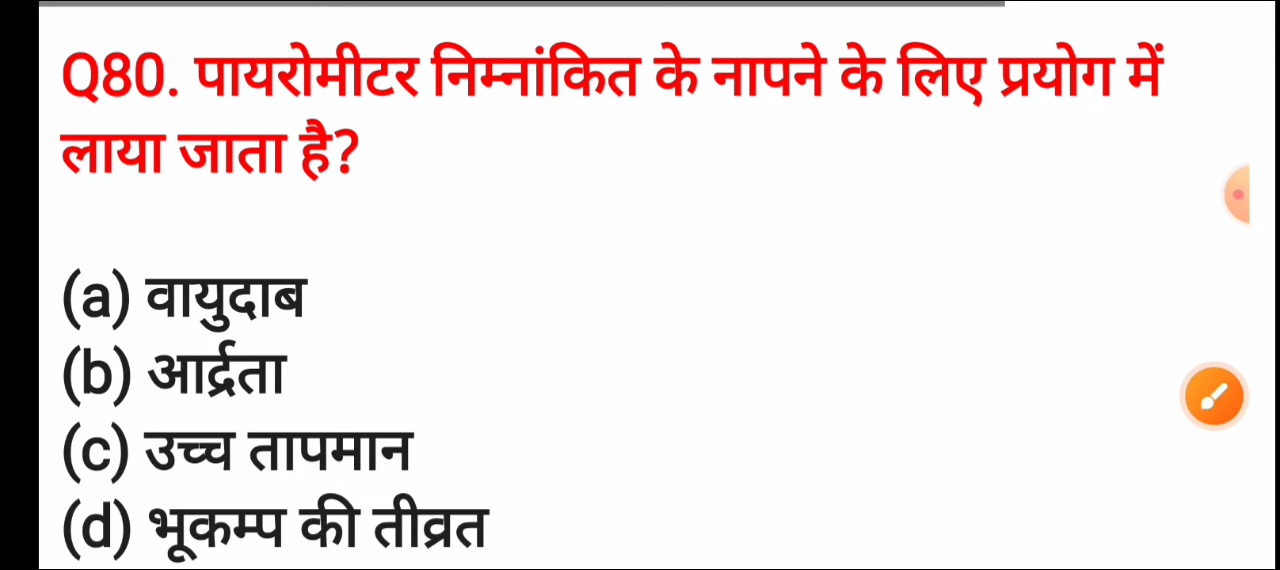 Q80. पायरोमीटर निम्नांकित के नापने के लिए प्रयोग में
लाया जाता है?
(a) वायुदाब
(b) आर्द्रता
(c) उच्च तापमान
(d) भूकम्प की तीव्रत